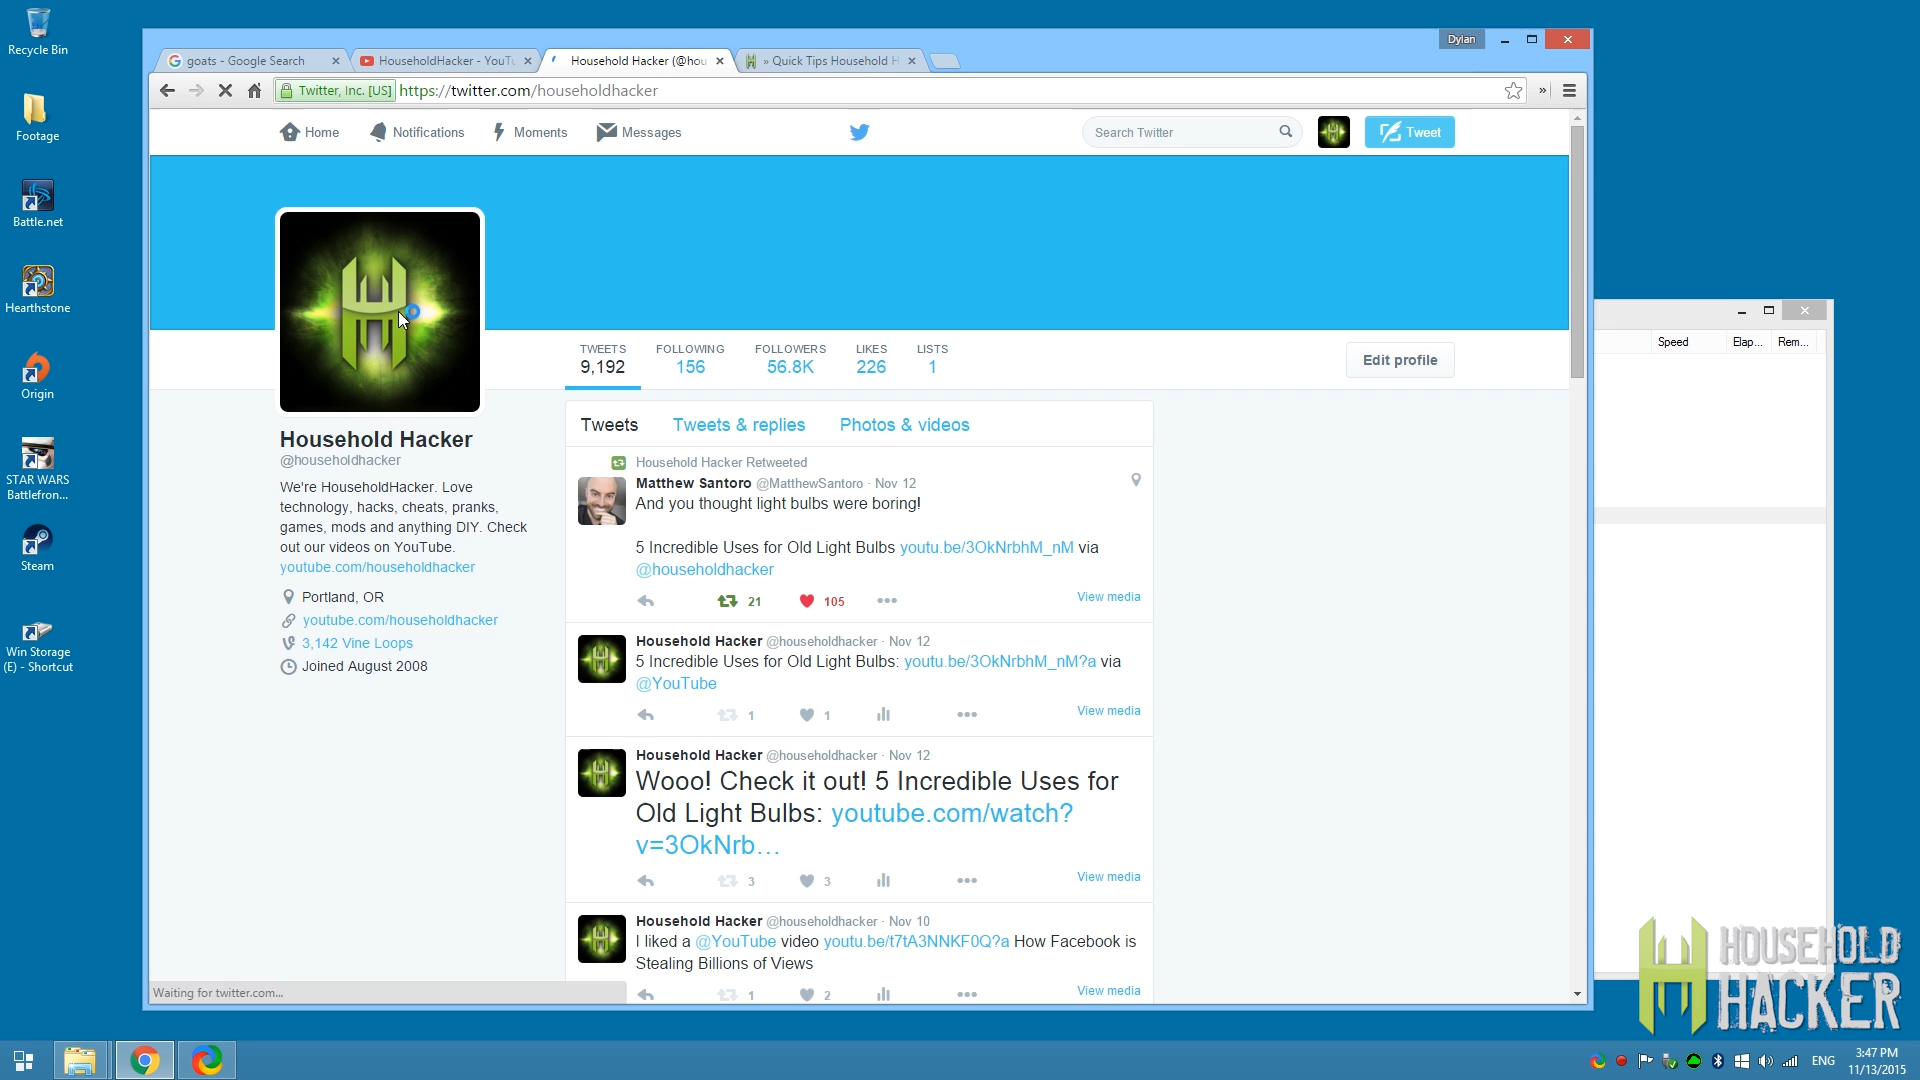 Recycle Bin
Footage
Battle.net
Hearthstone
Origin
STAR WARS
Battlefron...
Steam
Win Storage
(E) - Shortcut
Dylan
goats - Google Search
HouseholdHacker - YouTu
Household Hacker (@hou
» Quick Tips Household H
Twitter, Inc. [US] https://twitter.com/householdhacker
Home
Notifications
Moments
Messages
Search Twitter
Tweet
TWEETS
9,192
FOLLOWING
156
FOLLOWERS
56.8K
LIKES
226
LISTS
1
Edit profile
Household Hacker
@householdhacker
We're HouseholdHacker. Love
technology, hacks, cheats, pranks,
games, mods and anything DIY. Check
out our videos on YouTube.
youtube.com/householdhacker
Portland, OR
youtube.com/householdhacker
3,142 Vine Loops
Joined August 2008
Tweets
Tweets & replies
Photos & videos
Household Hacker Retweeted
Matthew Santoro @MatthewSantoro · Nov 12
And you thought light bulbs were boring!
5 Incredible Uses for Old Light Bulbs youtu.be/3OkNrbhM_nM via
@householdhacker
21
105
View media
Household Hacker @householdhacker · Nov 12
5 Incredible Uses for Old Light Bulbs: youtu.be/3OkNrbhM_nM?a via
@YouTube
1
1
View media
Household Hacker @householdhacker · Nov 12
Wooo! Check it out! 5 Incredible Uses for
Old Light Bulbs: youtube.com/watch?
v=3OkNrb…
3
3
View media
Household Hacker @householdhacker · Nov 10
I liked a @YouTube video youtu.be/t7tA3NNKF0Q?a How Facebook is
Stealing Billions of Views
1
2
View media
Waiting for twitter.com...
Speed
Elap...
Rem...
HOUSEHOLD
HACKER
ENG
3:47 PM
11/13/2015